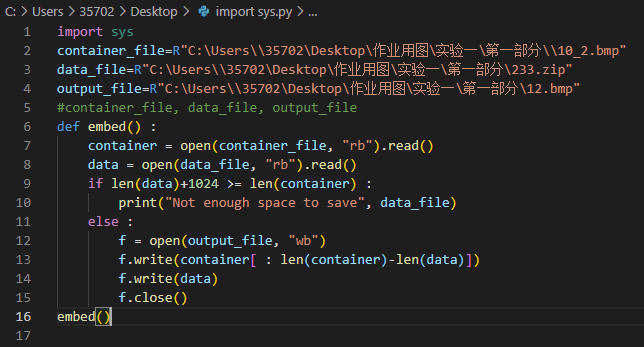 C: > Users > 35702 > Desktop > import sys.py > ...
1 import sys
2 container_file=R"C:\Users\\35702\Desktop\作业用图\实验一\第一部分\\10_2.bmp"
3 data_file=R"C:\Users\\35702\Desktop\作业用图\实验一\第一部分\233.zip"
4 output_file=R"C:\Users\\35702\Desktop\作业用图\实验一\第一部分\12.bmp"
5 #container_file, data_file, output_file
6 def embed() :
7 container = open(container_file, "rb").read()
8 data = open(data_file, "rb").read()
9 if len(data)+1024 >= len(container) :
10 print("Not enough space to save", data_file)
11 else :
12 f = open(output_file, "wb")
13 f.write(container[ : len(container)-len(data)])
14 f.write(data)
15 f.close()
16 embed()
17